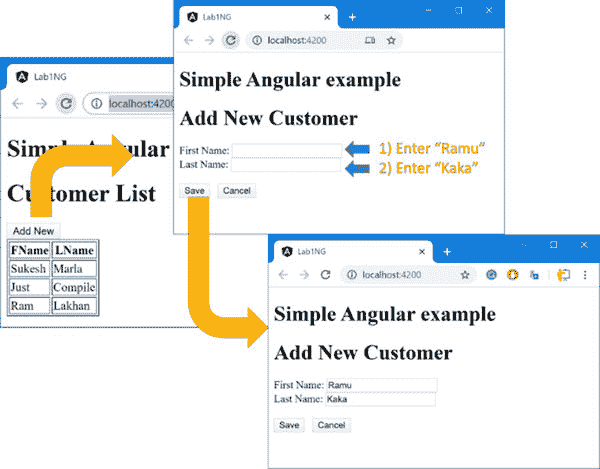 Lab1NG
localhost:4200
Simple Angular
Customer List
Add New
FName LName
Sukesh Marla
Just Compile
Ram Lakhan
Lab1NG
localhost:4200
Simple Angular example
Add New Customer
First Name:
1) Enter “Ramu”
Last Name:
2) Enter “Kaka”
Save Cancel
Lab1NG
localhost:4200
Simple Angular example
Add New Customer
First Name: Ramu
Last Name: Kaka
Save Cancel